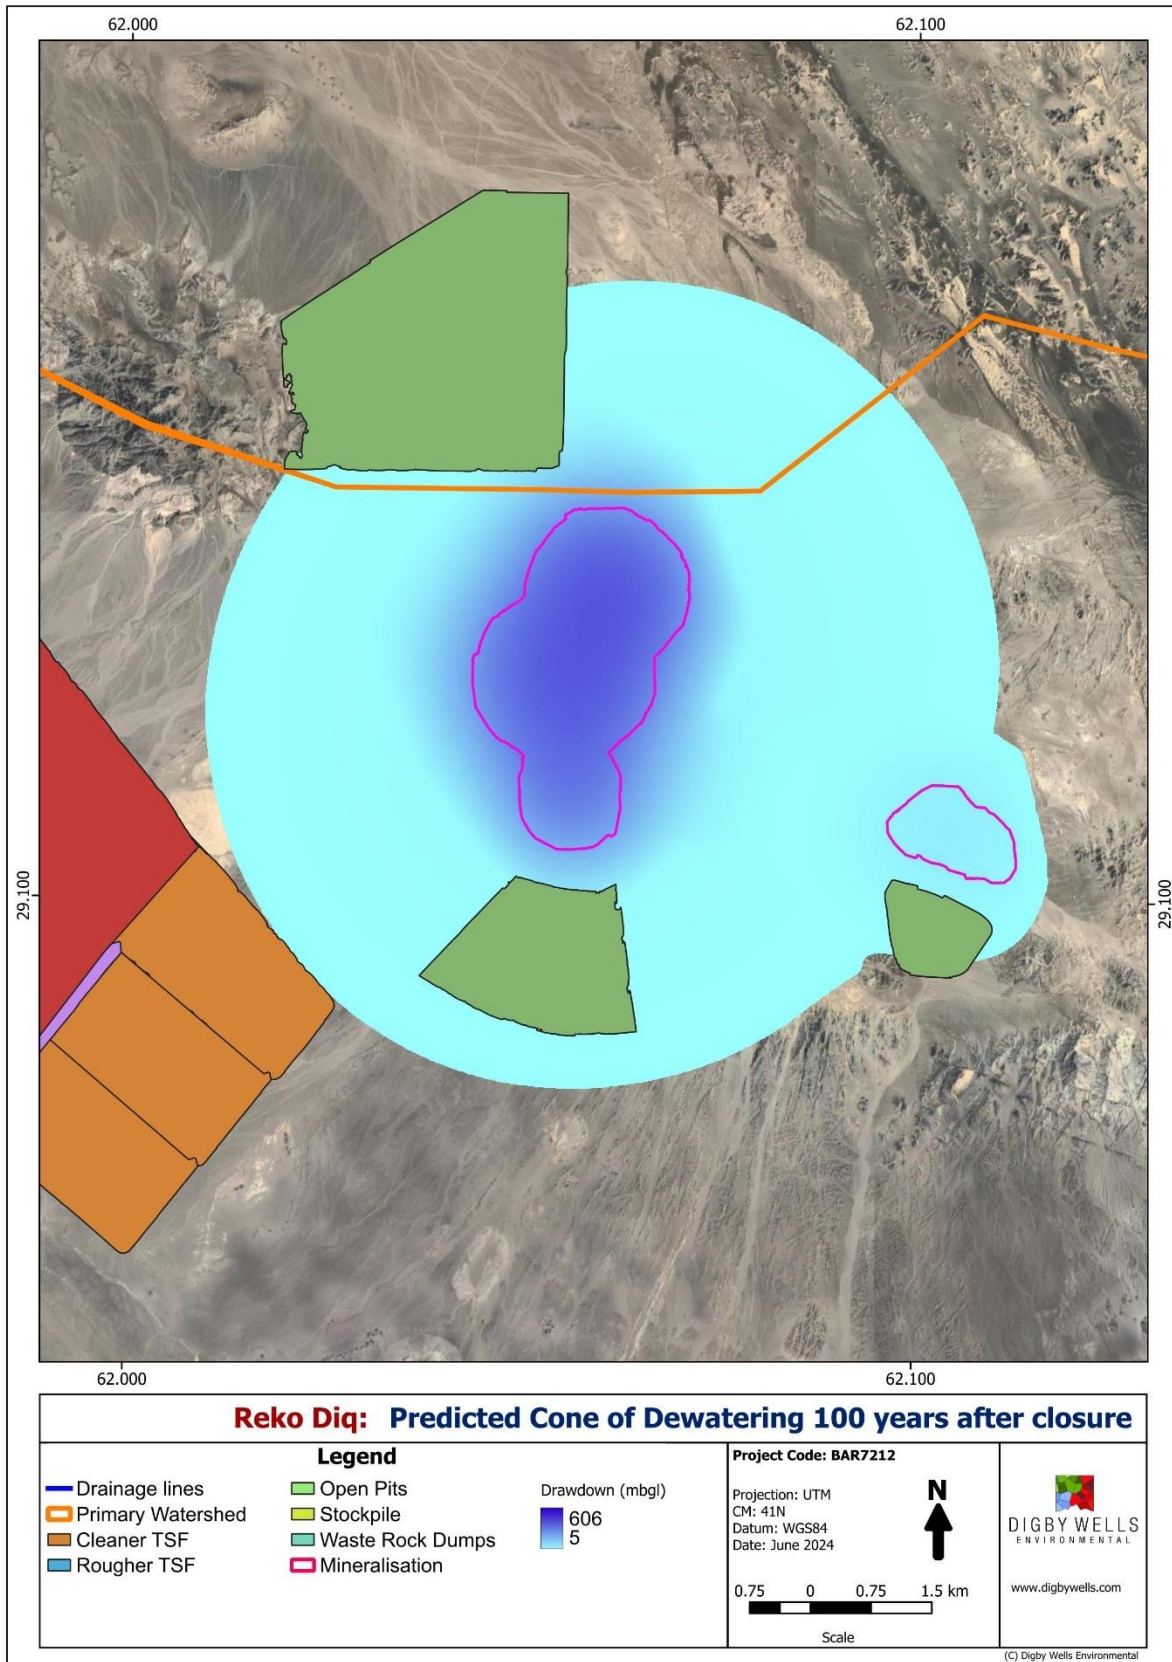 62.000
62.100
29.100
29.100
62.000
62.100
Reko Diq: Predicted Cone of Dewatering 100 years after closure
Legend
Drainage lines
Primary Watershed
Cleaner TSF
Rougher TSF
Open Pits
Stockpile
Waste Rock Dumps
Mineralisation
Drawdown (mbgl)
606
5
Project Code: BAR7212
Projection: UTM
CM: 41N
Datum: WGS84
Date: June 2024
N
0.75 0 0.75 1.5 km
Scale
DIGBY WELLS
ENVIRONMENTAL
www.digbywells.com
(C) Digby Wells Environmental